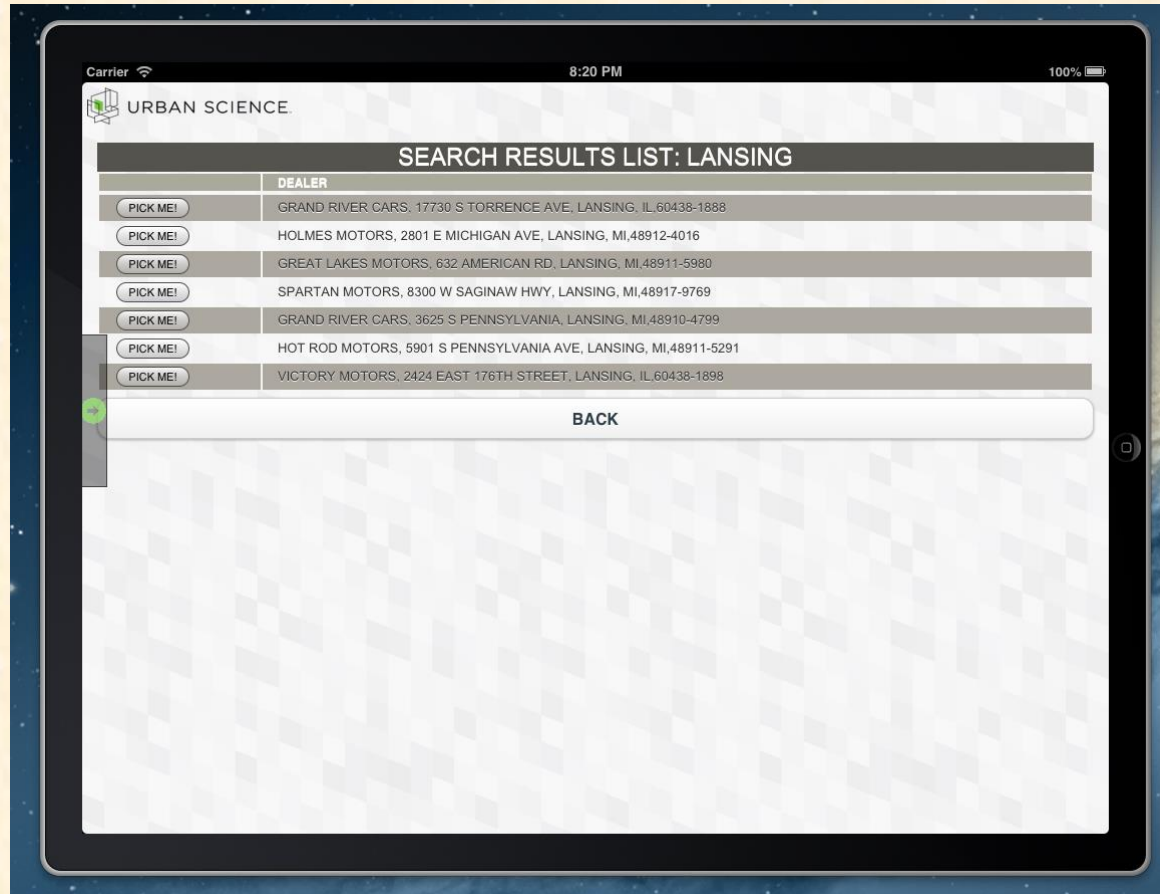 Carrier 8:20 PM 100%
URBAN SCIENCE.
SEARCH RESULTS LIST: LANSING
DEALER
PICK ME! GRAND RIVER CARS, 17730 S TORRENCE AVE, LANSING, IL,60438-1888
PICK ME! HOLMES MOTORS, 2801 E MICHIGAN AVE, LANSING, MI,48912-4016
PICK ME! GREAT LAKES MOTORS, 632 AMERICAN RD, LANSING, MI,48911-5980
PICK ME! SPARTAN MOTORS, 8300 W SAGINAW HWY, LANSING, MI,48917-9769
PICK ME! GRAND RIVER CARS, 3625 S PENNSYLVANIA, LANSING, MI,48910-4799
PICK ME! HOT ROD MOTORS, 5901 S PENNSYLVANIA AVE, LANSING, MI,48911-5291
PICK ME! VICTORY MOTORS, 2424 EAST 176TH STREET, LANSING, IL,60438-1898
BACK